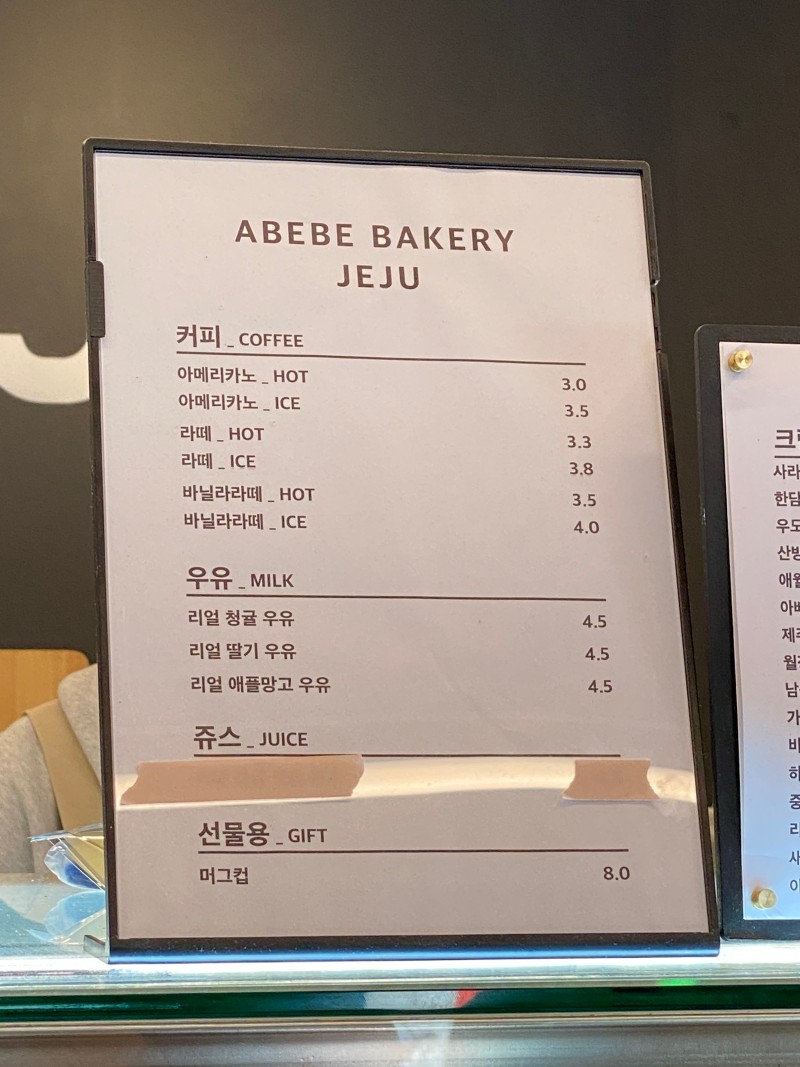 ABEBE BAKERY
JEJU
커피 _ COFFEE
아메리카노 _ HOT 3.0
아메리카노 _ ICE 3.5
라떼 _ HOT 3.3
라떼 _ ICE 3.8
바닐라라떼 _ HOT 3.5
바닐라라떼 _ ICE 4.0
우유 _ MILK
리얼 청귤 우유 4.5
리얼 딸기 우유 4.5
리얼 애플망고 우유 4.5
쥬스 _ JUICE
선물용 _ GIFT
머그컵 8.0